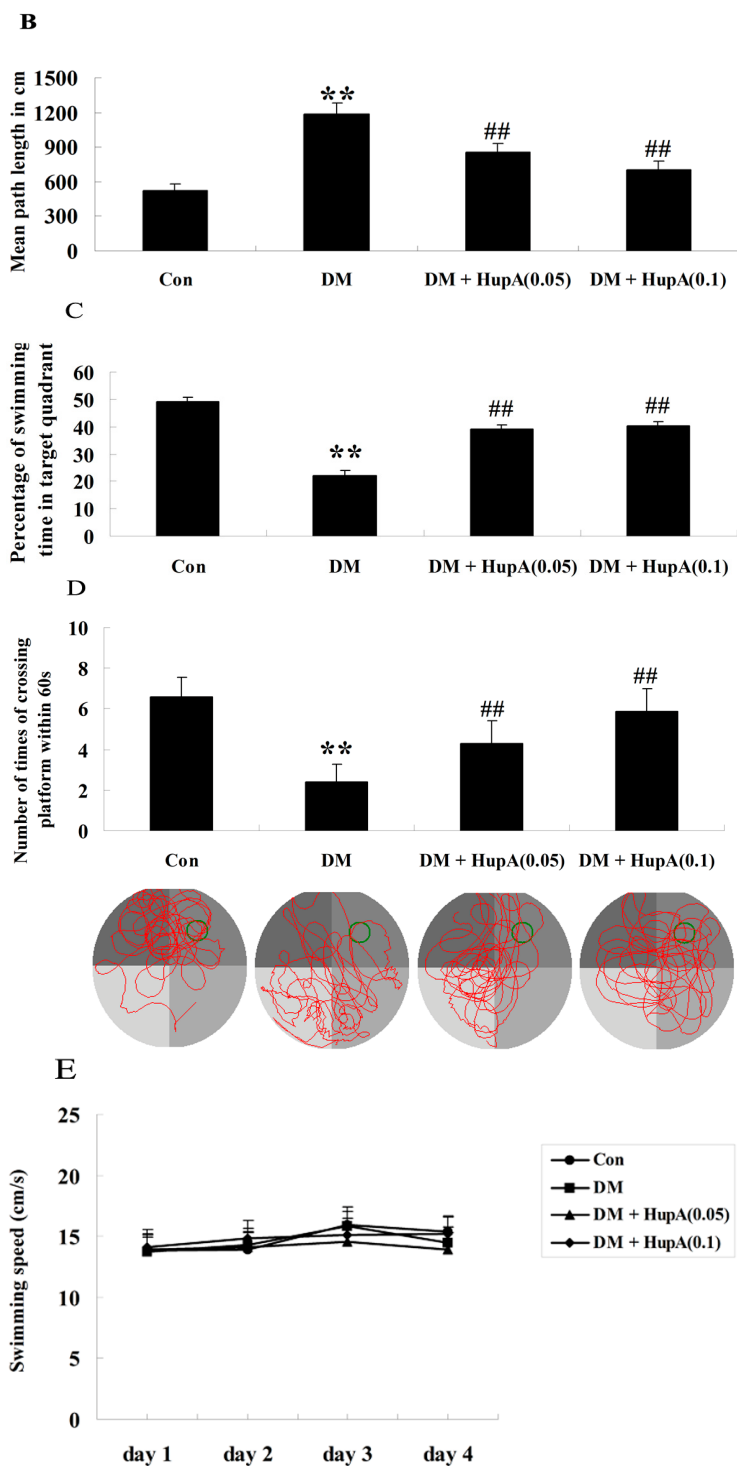 B
Mean path length in cm
1500
1200
900
600
300
0
**
##
##
Con DM DM + HupA(0.05) DM + HupA(0.1)
C
Percentage of swimming
time in target quadrant
60
50
40
30
20
10
0
**
##
##
Con DM DM + HupA(0.05) DM + HupA(0.1)
D
Number of times of crossing
platform within 60s
10
8
6
4
2
0
**
##
##
Con DM DM + HupA(0.05) DM + HupA(0.1)
E
Swimming speed (cm/s)
25
20
15
10
5
0
day 1 day 2 day 3 day 4
Con
DM
DM + HupA(0.05)
DM + HupA(0.1)